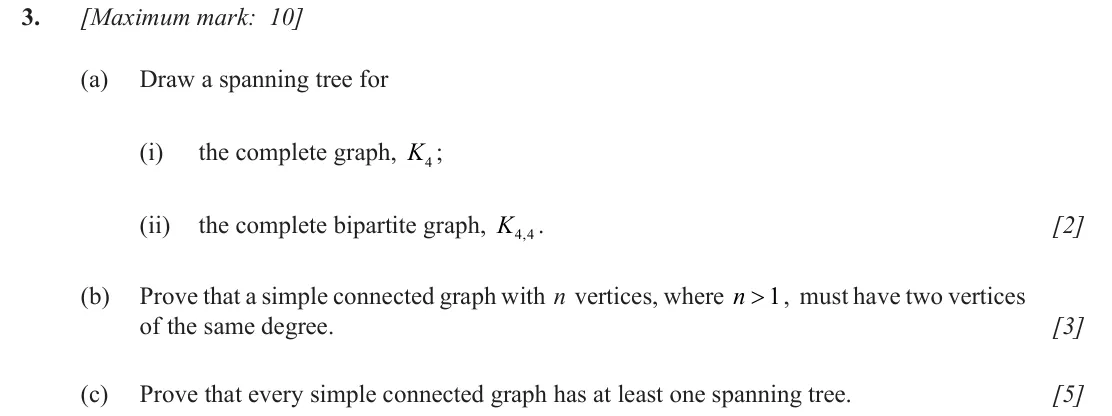 3. [Maximum mark: 10]
(a) Draw a spanning tree for
(i) the complete graph, K₄;
(ii) the complete bipartite graph, K₄,₄. [2]
(b) Prove that a simple connected graph with n vertices, where n > 1, must have two vertices
of the same degree. [3]
(c) Prove that every simple connected graph has at least one spanning tree. [5]